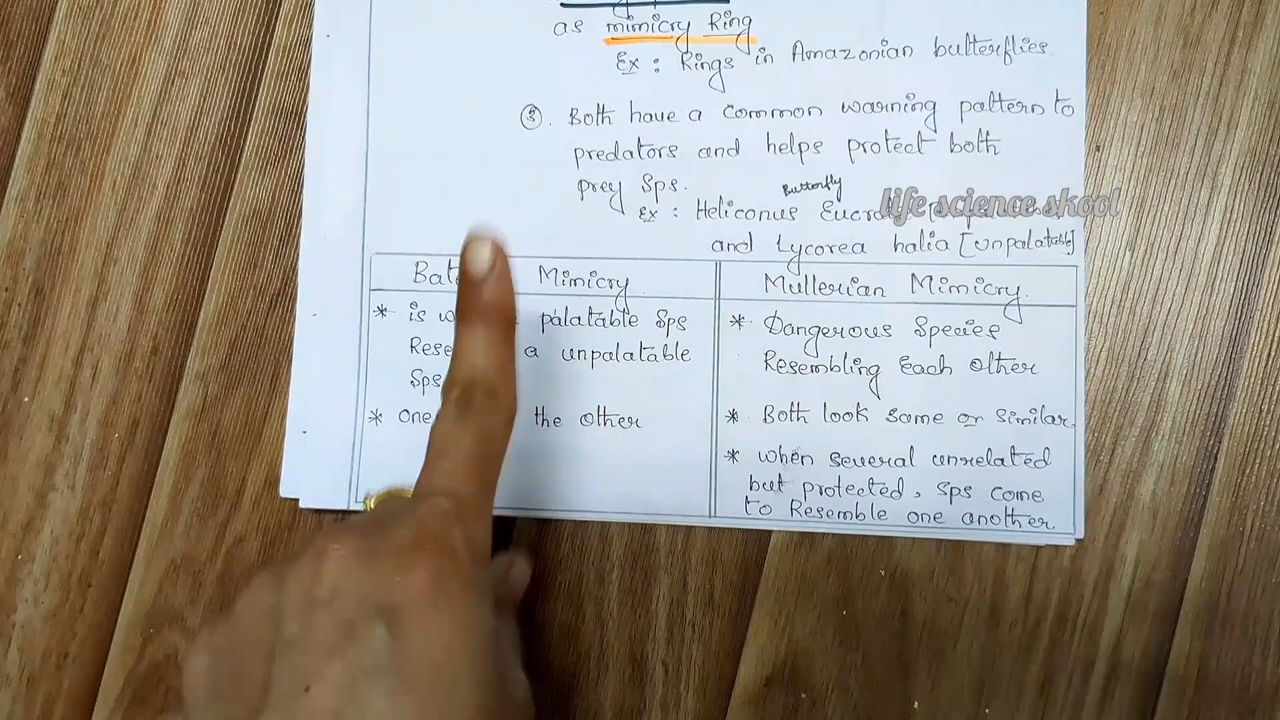 as mimicry Ring
Ex : Rings in Amazonian butterflies
③. Both have a common warning pattern to
predators and helps protect both
prey Sps.
Butterfly
Ex : Heliconus
life science skool
and Lycorea halia [unpalatable]
Mimicry.
* is palatable Sps
a unpalatable
Sps
* One the other
Mullerian Mimicry.
* Dangerous Species
Resembling Each Other
* Both look same or similar.
* when several unrelated
but protected, sps come
to Resemble one another